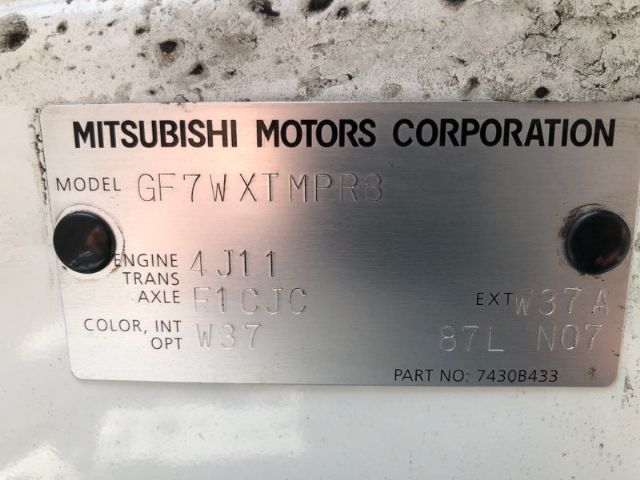 MITSUBISHI MOTORS CORPORATION
MODEL GF7WXTMPR8
ENGINE 4J11
TRANS
AXLE F1CJC EXT W37A
COLOR, INT W37
OPT 87L N07
PART NO: 7430B433